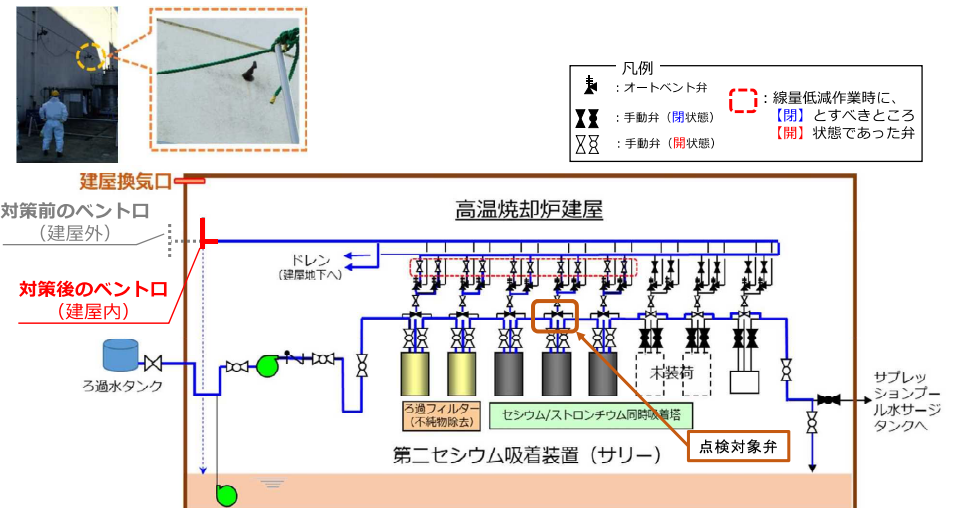 凡例
：オートベント弁
：手動弁（閉状態）
：手動弁（開状態）
：線量低減作業時に、
【閉】とすべきところ
【開】状態であった弁
建屋換気口
対策前のベント口
（建屋外）
高温焼却炉建屋
ドレン
（建屋地下へ）
対策後のベント口
（建屋内）
ろ過水タンク
未装荷
ろ過フィルター
（不純物除去）
セシウム/ストロンチウム同時吸着塔
サプレッ
ションプー
ル水サージ
タンクへ
点検対象弁
第二セシウム吸着装置（サリー）